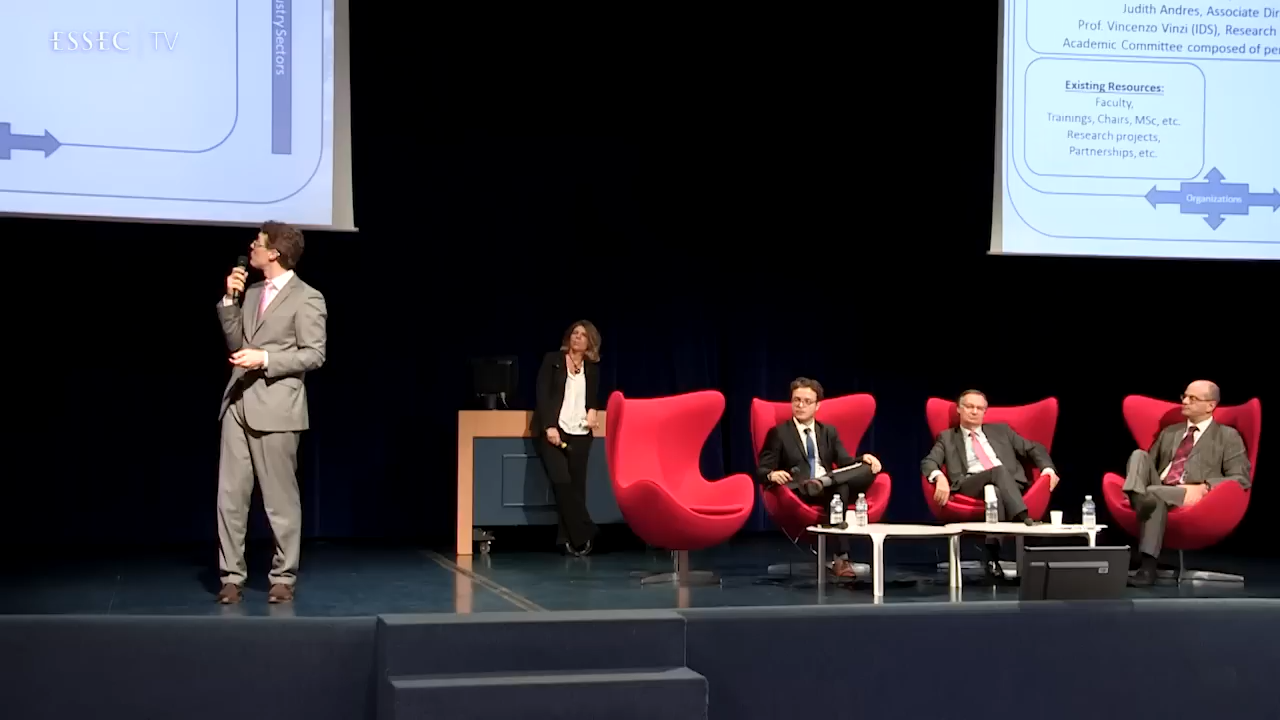 ESSEC TV
ustry Sectors
Judith Andres, Associate Dir
Prof. Vincenzo Vinzi (IDS), Research
Academic Committee composed of per
Existing Resources:
Faculty,
Trainings, Chairs, MSc, etc.
Research projects,
Partnerships, etc.
Organizations